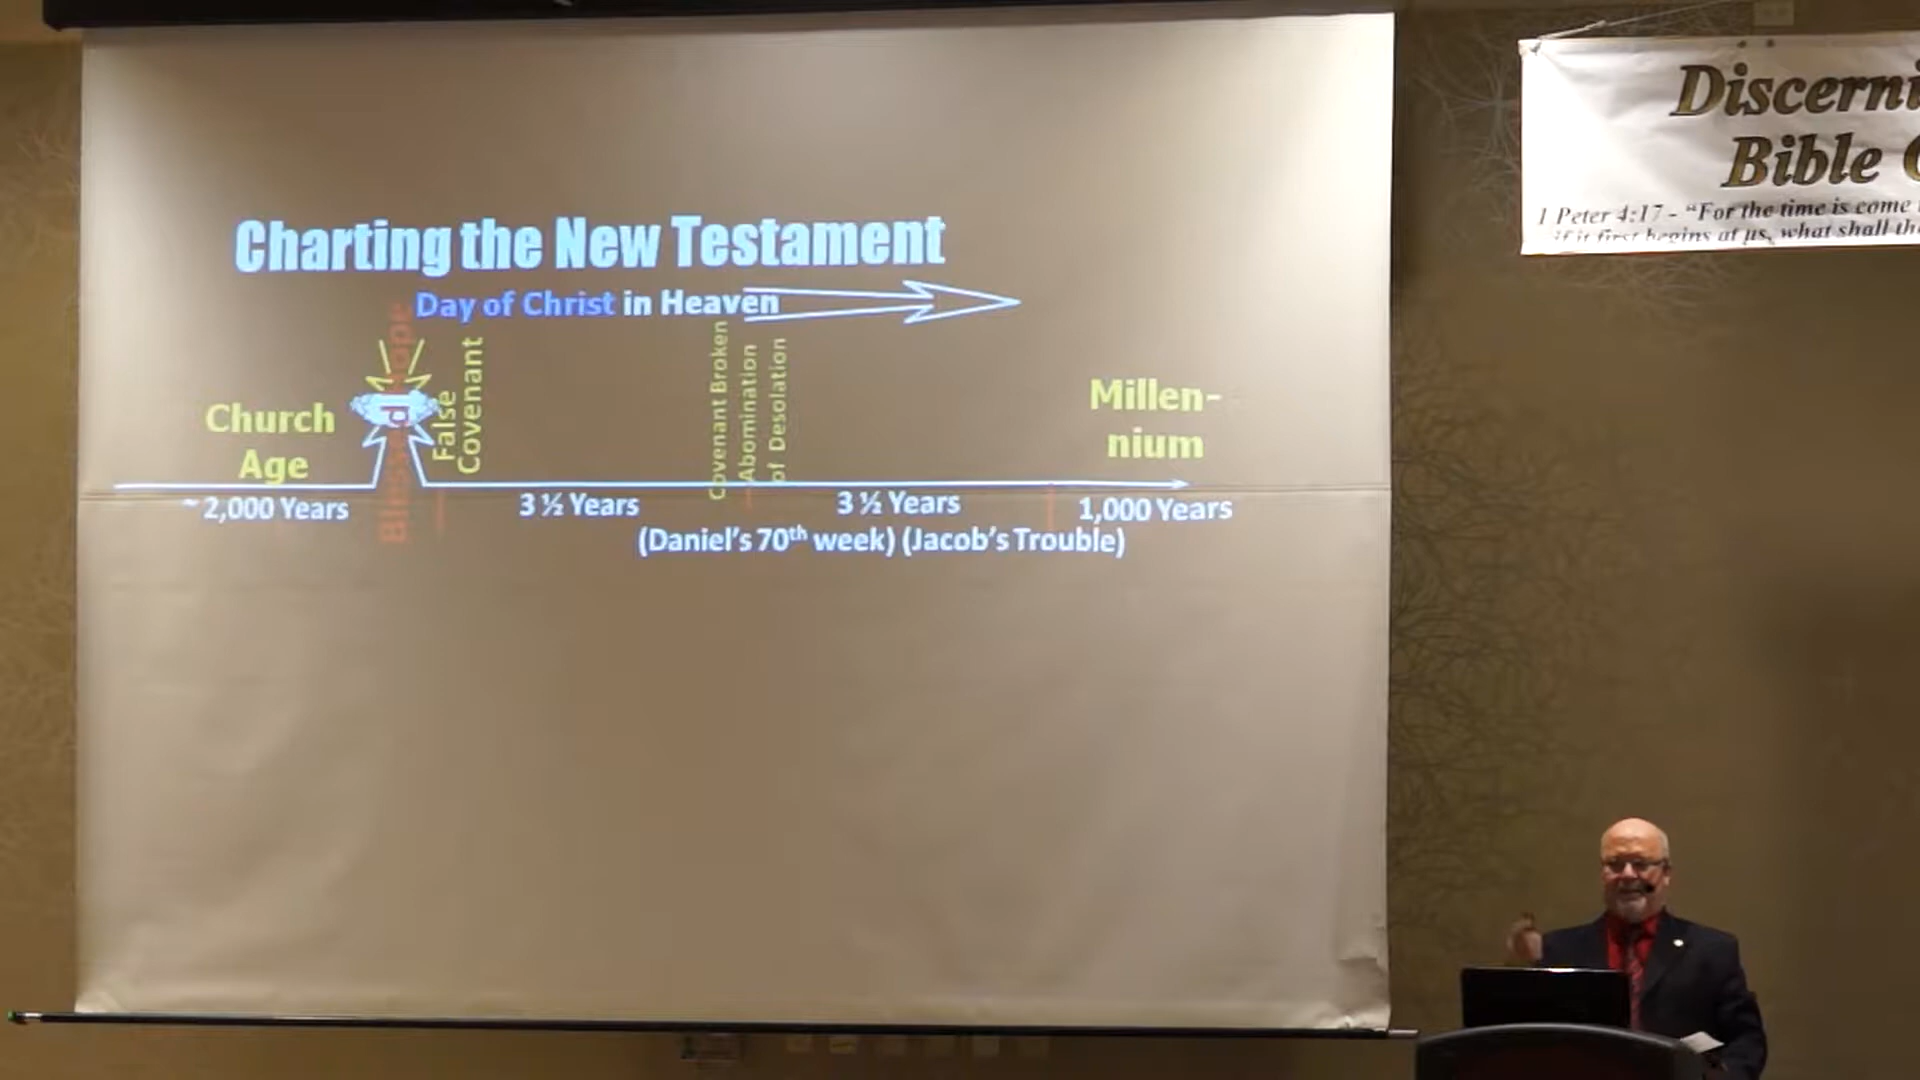 Discerni
Bible
1 Peter 4:17 - “For the time is come
if it first begins at us, what shall the
Charting the New Testament
Day of Christ in Heaven
Blessed Hope
False
Covenant
Covenant Broken
Abomination
of Desolation
Church
Age
Millen-
nium
~ 2,000 Years
3 ½ Years
3 ½ Years
1,000 Years
(Daniel’s 70th week) (Jacob’s Trouble)